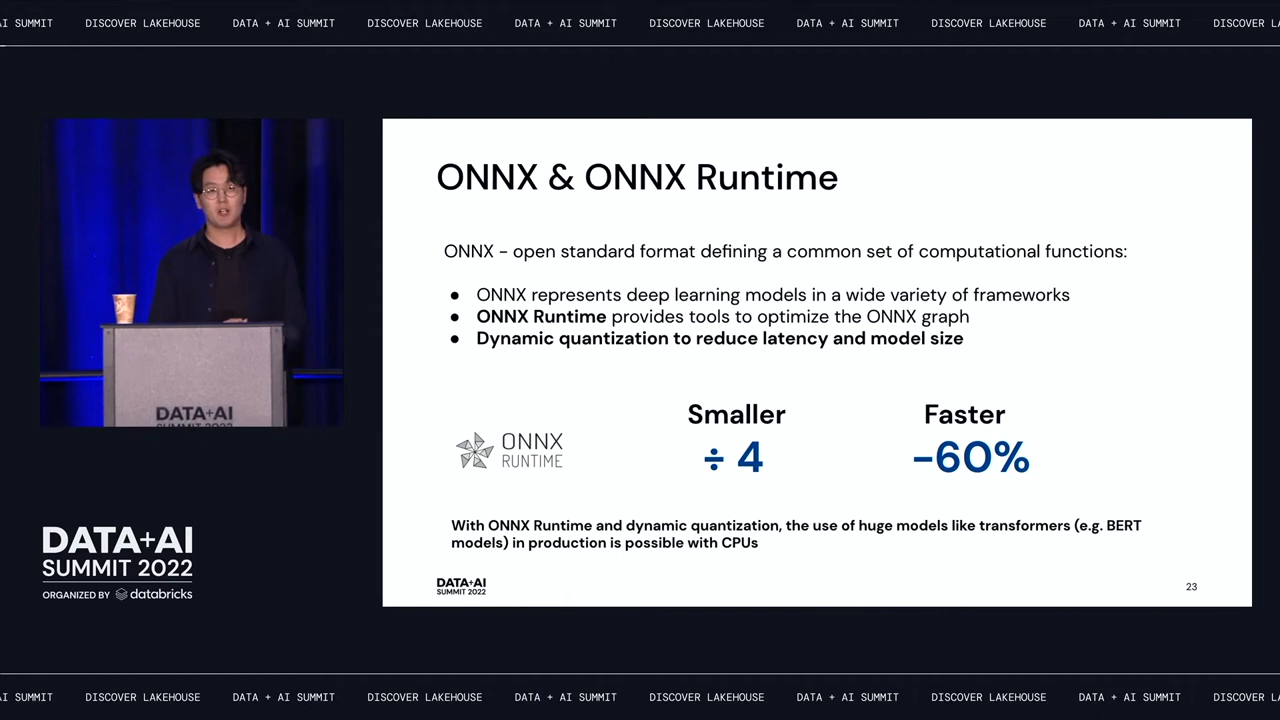 AI SUMMIT DISCOVER LAKEHOUSE DATA + AI SUMMIT DISCOVER LAKEHOUSE DATA + AI SUMMIT DISCOVER LAKEHOUSE DATA + AI SUMMIT DISCOVER LAKEHOUSE DATA + AI SUMMIT DISCOVER
ONNX & ONNX Runtime
ONNX - open standard format defining a common set of computational functions:
● ONNX represents deep learning models in a wide variety of frameworks
● ONNX Runtime provides tools to optimize the ONNX graph
● Dynamic quantization to reduce latency and model size
Smaller
÷ 4
Faster
-60%
ONNX
RUNTIME
With ONNX Runtime and dynamic quantization, the use of huge models like transformers (e.g. BERT
models) in production is possible with CPUs
DATA+AI
SUMMIT 2022
23
DATA+AI
SUMMIT 2022
DATA+AI
SUMMIT 2022
ORGANIZED BY databricks
AI SUMMIT DISCOVER LAKEHOUSE DATA + AI SUMMIT DISCOVER LAKEHOUSE DATA + AI SUMMIT DISCOVER LAKEHOUSE DATA + AI SUMMIT DISCOVER LAKEHOUSE DATA + AI SUMMIT DISCOVER